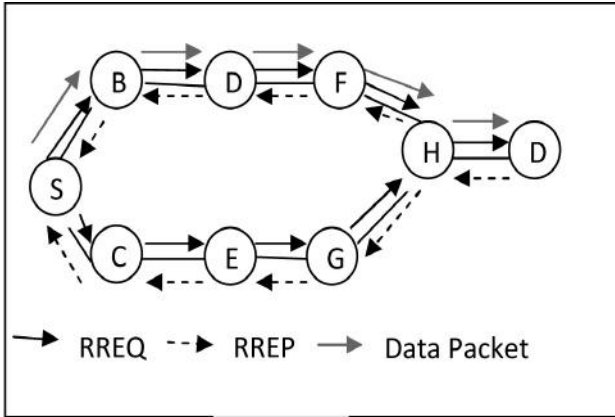 B D F
H D
S
C E G
RREQ RREP Data Packet